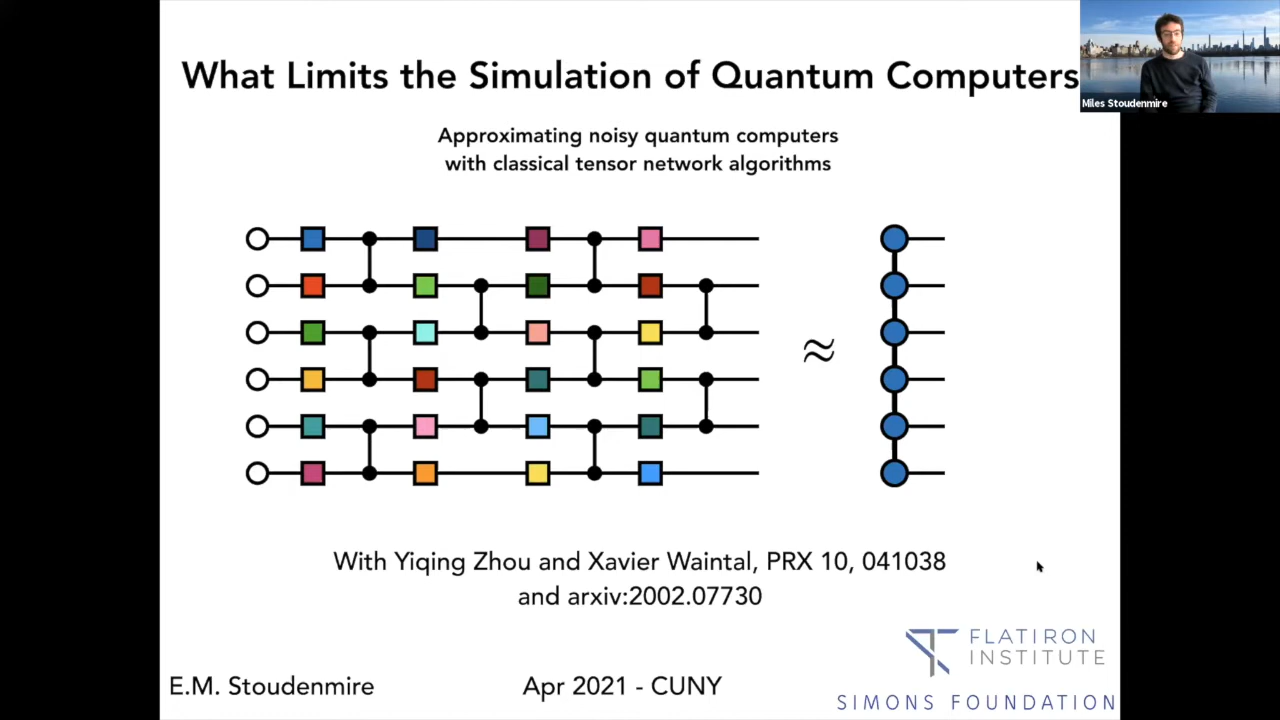 What Limits the Simulation of Quantum Computers
Miles Stoudenmire
Approximating noisy quantum computers
with classical tensor network algorithms
≈
With Yiqing Zhou and Xavier Waintal, PRX 10, 041038
and arxiv:2002.07730
FLATIRON
INSTITUTE
E.M. Stoudenmire
Apr 2021 - CUNY
SIMONS FOUNDATION